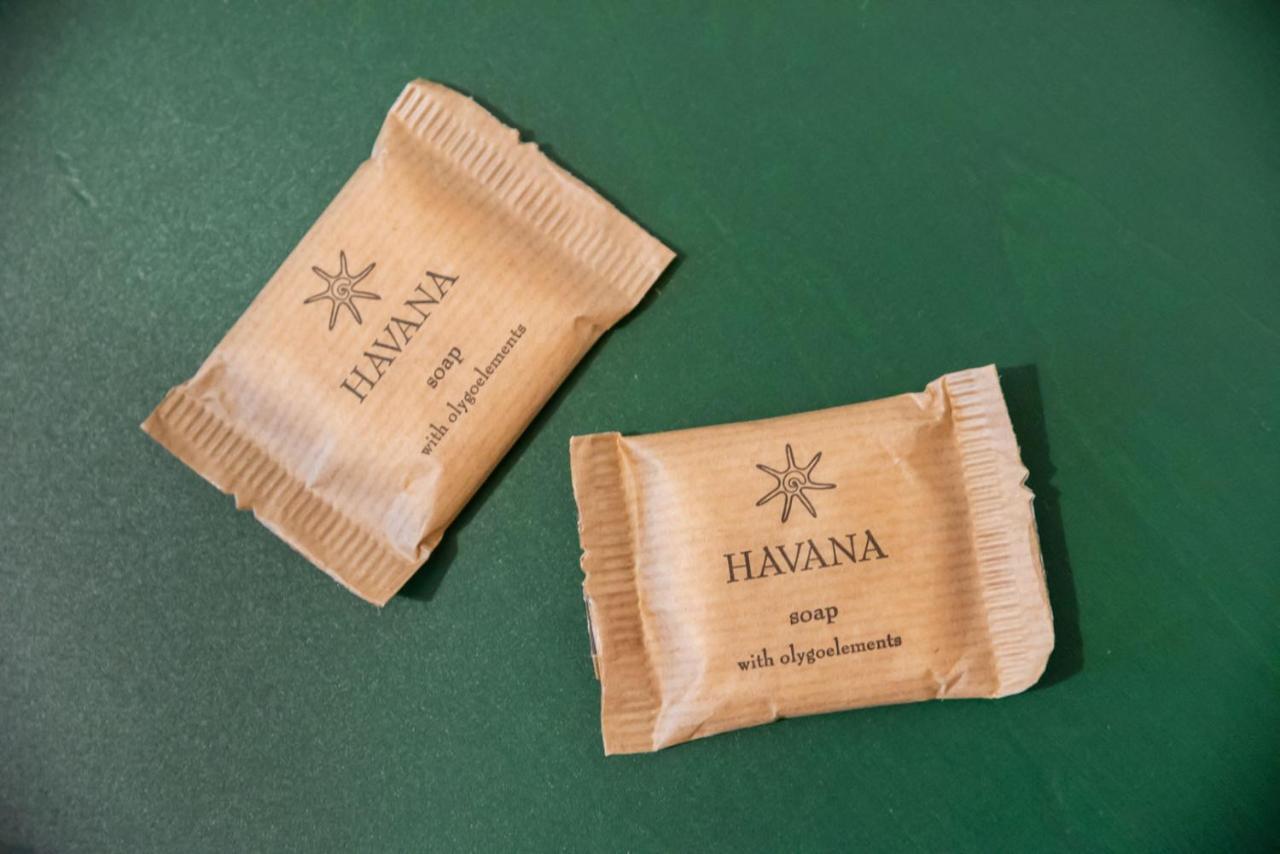 HAVANA
soap
with olygoelements
HAVANA
soap
with olygoelements